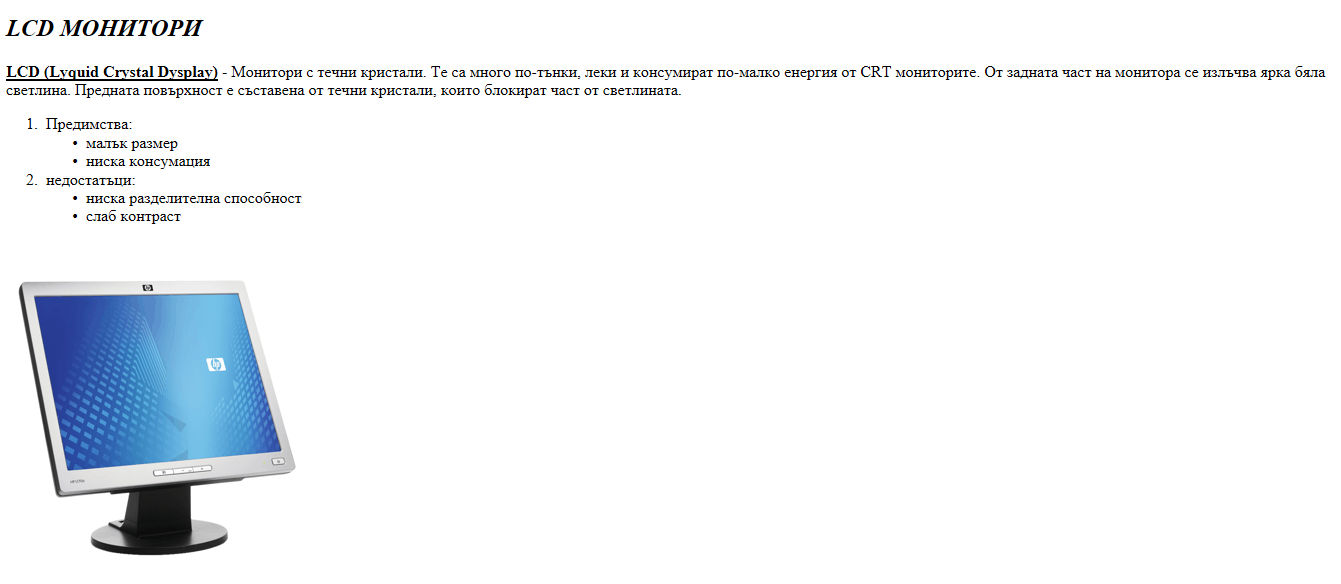 LCD МОНИТОРИ
LCD (Lyquid Crystal Dysplay) - Монитори с течни кристали. Те са много по-тънки, леки и консумират по-малко енергия от CRT мониторите. От задната част на монитора се излъчва ярка бяла
светлина. Предната повърхност е съставена от течни кристали, които блокират част от светлината.
1. Предимства:
• малък размер
• ниска консумация
2. недостатъци:
• ниска разделителна способност
• слаб контраст
hp
hp